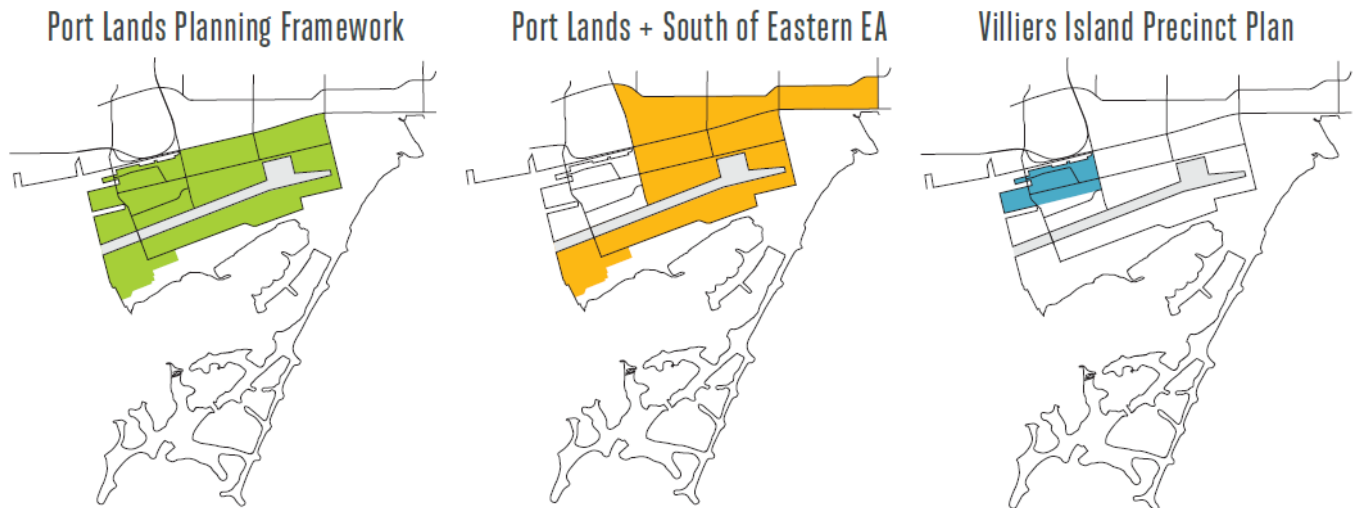 Port Lands Planning Framework
Port Lands + South of Eastern EA
Villiers Island Precinct Plan